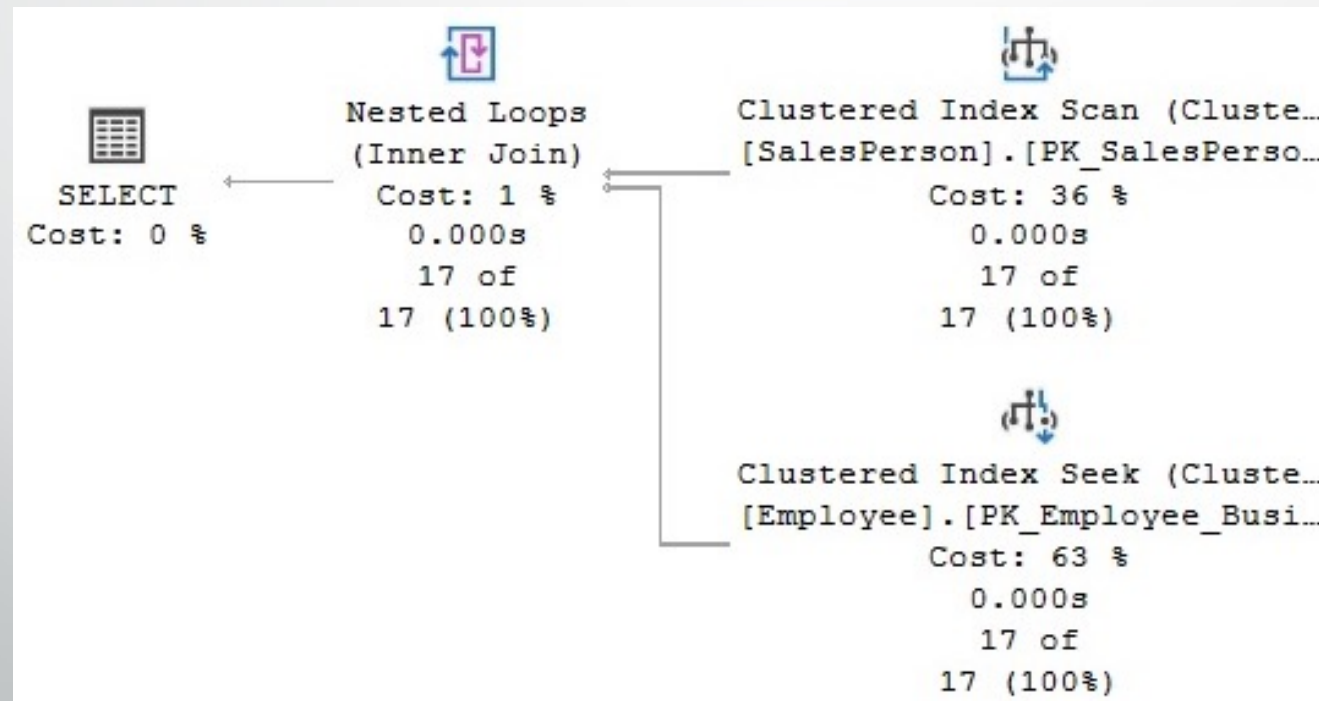 SELECT
Cost: 0 %
Nested Loops
(Inner Join)
Cost: 1 %
0.000s
17 of
17 (100%)
Clustered Index Scan (Cluste…
[SalesPerson].[PK_SalesPerso…
Cost: 36 %
0.000s
17 of
17 (100%)
Clustered Index Seek (Cluste…
[Employee].[PK_Employee_Busi…
Cost: 63 %
0.000s
17 of
17 (100%)